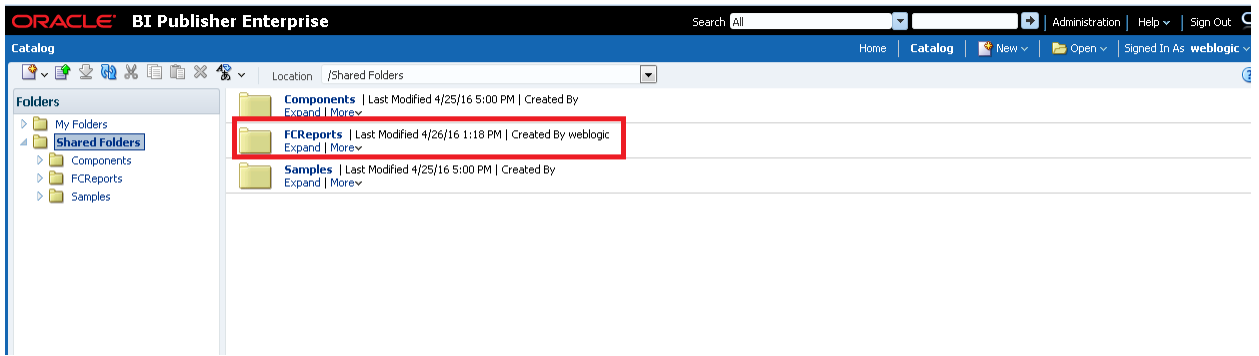 ORACLE BI Publisher Enterprise Search All Administration | Help | Sign Out
Catalog Home | Catalog | New | Open | Signed In As weblogic
Location /Shared Folders
Folders
My Folders
Shared Folders
Components
FCReports
Samples
Components | Last Modified 4/25/16 5:00 PM | Created By
Expand | More
FCReports | Last Modified 4/26/16 1:18 PM | Created By weblogic
Expand | More
Samples | Last Modified 4/25/16 5:00 PM | Created By
Expand | More